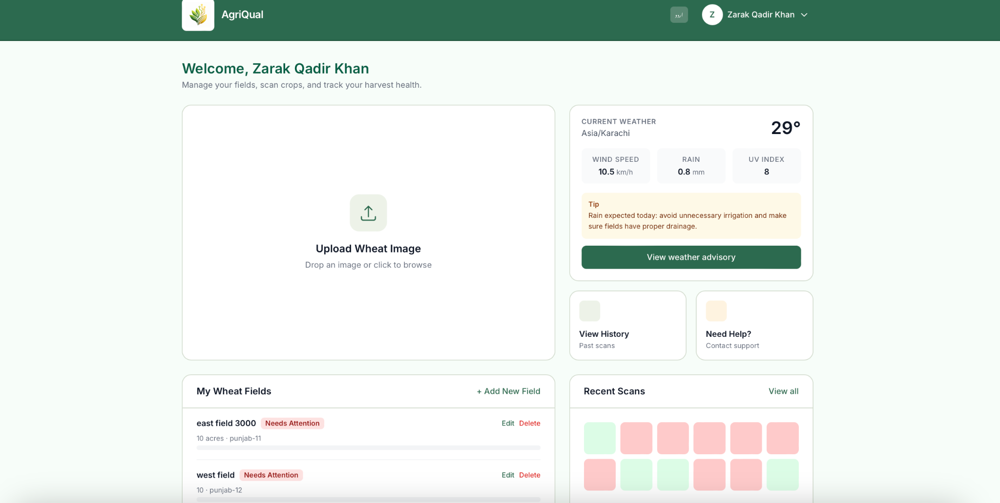 AgriQual
اردو
Z
Zarak Qadir Khan
Welcome, Zarak Qadir Khan
Manage your fields, scan crops, and track your harvest health.
Upload Wheat Image
Drop an image or click to browse
CURRENT WEATHER
Asia/Karachi
29°
WIND SPEED
10.5 km/h
RAIN
0.8 mm
UV INDEX
8
Tip
Rain expected today: avoid unnecessary irrigation and make
sure fields have proper drainage.
View weather advisory
View History
Past scans
Need Help?
Contact support
My Wheat Fields
+ Add New Field
east field 3000
Needs Attention
Edit
Delete
10 acres · punjab-11
west field
Needs Attention
Edit
Delete
10 · punjab-12
Recent Scans
View all